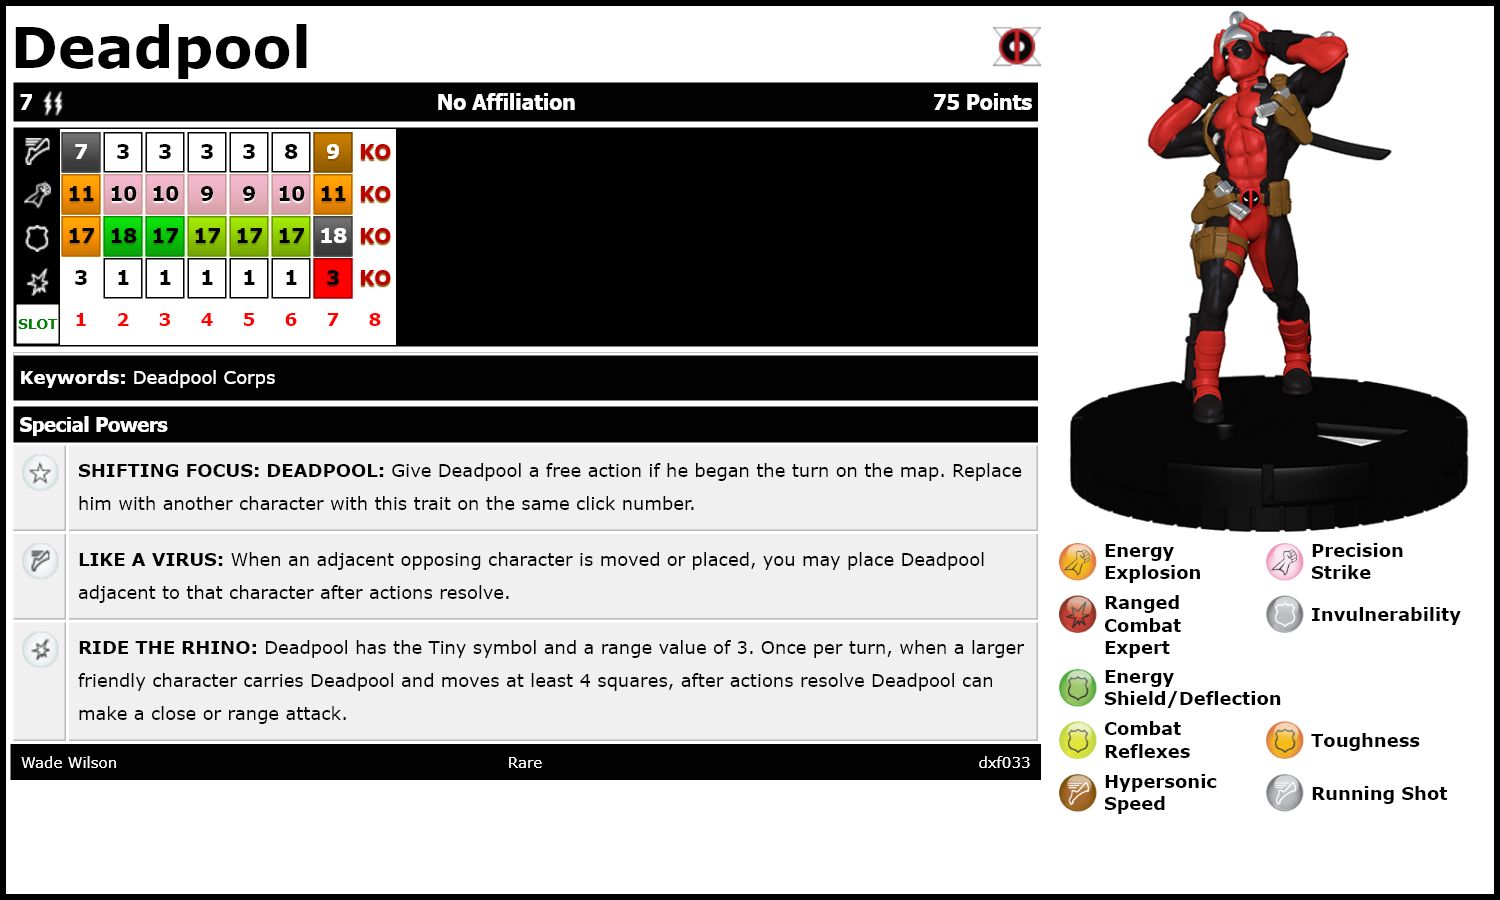 Deadpool
7 No Affiliation 75 Points
7 3 3 3 3 8 9 KO
11 10 10 9 9 10 11 KO
17 18 17 17 17 17 18 KO
3 1 1 1 1 1 3 KO
SLOT 1 2 3 4 5 6 7 8
Keywords: Deadpool Corps
Special Powers
SHIFTING FOCUS: DEADPOOL: Give Deadpool a free action if he began the turn on the map. Replace
him with another character with this trait on the same click number.
LIKE A VIRUS: When an adjacent opposing character is moved or placed, you may place Deadpool
adjacent to that character after actions resolve.
RIDE THE RHINO: Deadpool has the Tiny symbol and a range value of 3. Once per turn, when a larger
friendly character carries Deadpool and moves at least 4 squares, after actions resolve Deadpool can
make a close or range attack.
Wade Wilson Rare dxf033
Energy
Explosion
Precision
Strike
Ranged
Combat
Expert
Invulnerability
Energy
Shield/Deflection
Combat
Reflexes
Toughness
Hypersonic
Speed
Running Shot